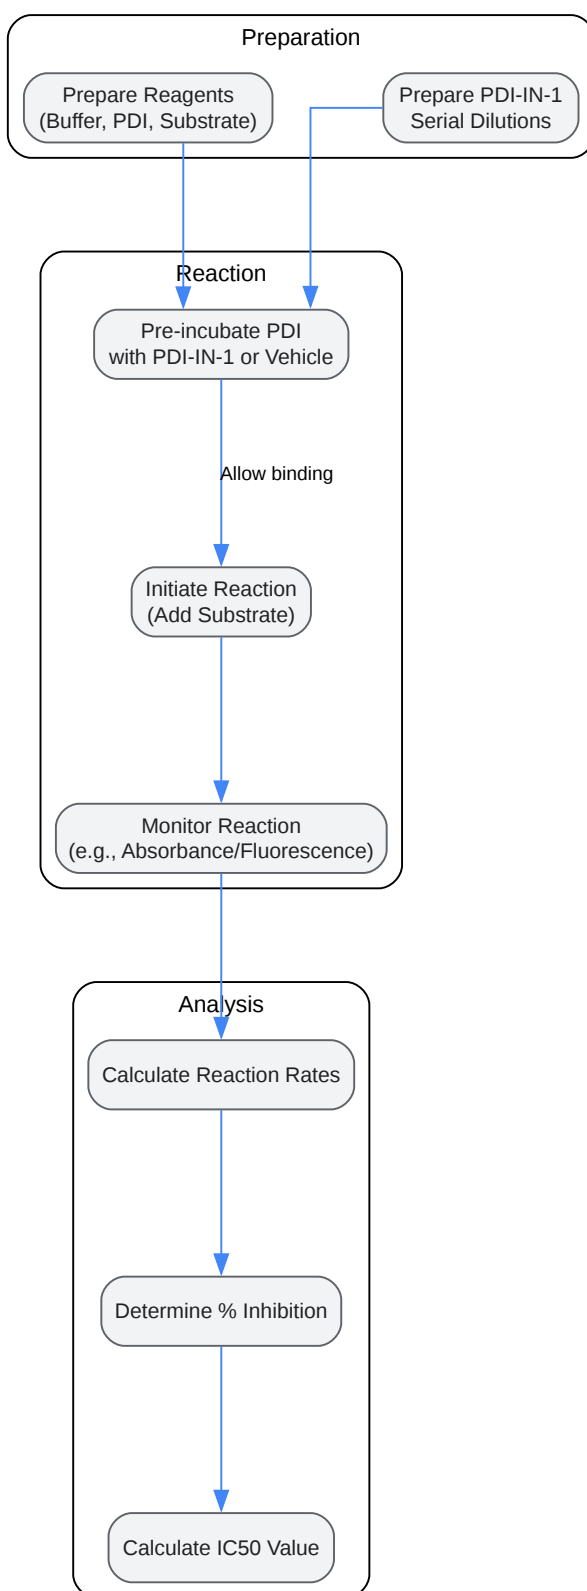 Preparation
Prepare Reagents
(Buffer, PDI, Substrate)
Prepare PDI-IN-1
Serial Dilutions
Reaction
Pre-incubate PDI
with PDI-IN-1 or Vehicle
Allow binding
Initiate Reaction
(Add Substrate)
Monitor Reaction
(e.g., Absorbance/Fluorescence)
Analysis
Calculate Reaction Rates
Determine % Inhibition
Calculate IC50 Value